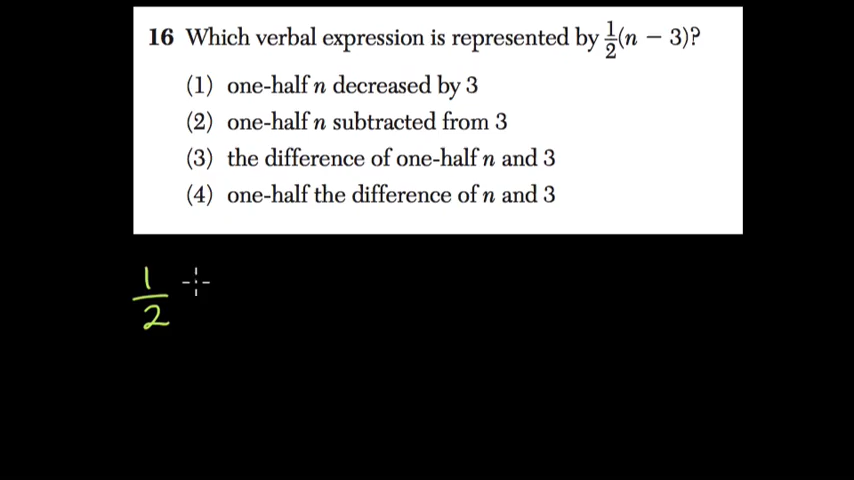 16 Which verbal expression is represented by 1/2(n − 3)?
(1) one-half n decreased by 3
(2) one-half n subtracted from 3
(3) the difference of one-half n and 3
(4) one-half the difference of n and 3
1/2